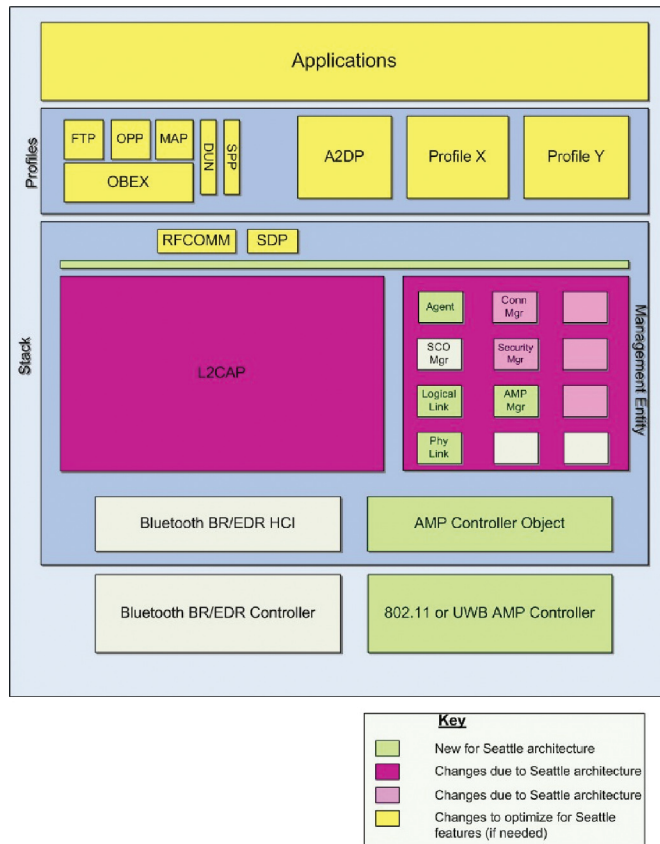 Applications
Profiles
FTP
OPP
MAP
DUN
SPP
OBEX
A2DP
Profile X
Profile Y
Stack
RFCOMM
SDP
L2CAP
Management Entity
Agent
Conn
Mgr
SCO
Mgr
Security
Mgr
Logical
Link
AMP
Mgr
Phy
Link
Bluetooth BR/EDR HCI
AMP Controller Object
Bluetooth BR/EDR Controller
802.11 or UWB AMP Controller
Key
New for Seattle architecture
Changes due to Seattle architecture
Changes due to Seattle architecture
Changes to optimize for Seattle
features (if needed)